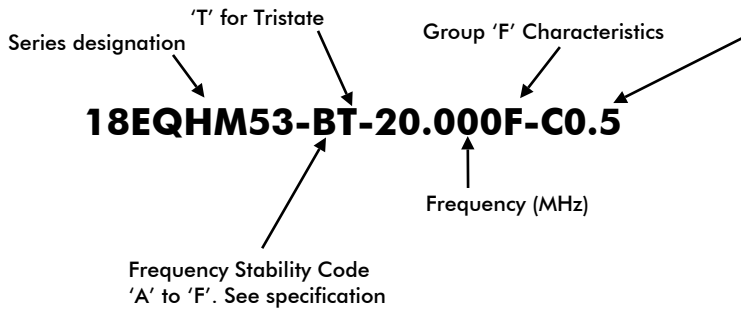 'T' for Tristate
Group 'F' Characteristics
Series designation
18EQHM53-BT-20.000F-C0.5
Frequency (MHz)
Frequency Stability Code
'A' to 'F'. See specification